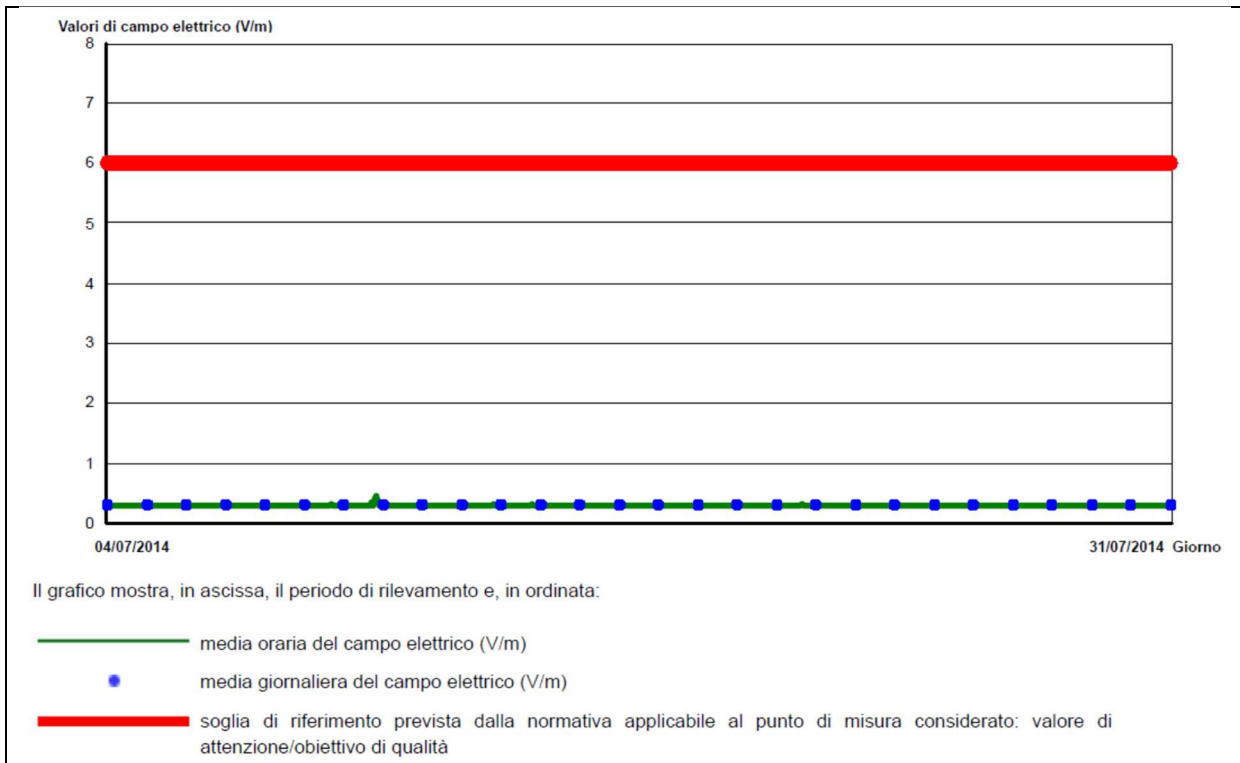 Valori di campo elettrico (V/m)
8
7
6
5
4
3
2
1
0
04/07/2014
31/07/2014 Giorno
Il grafico mostra, in ascissa, il periodo di rilevamento e, in ordinata:
media oraria del campo elettrico (V/m)
media giornaliera del campo elettrico (V/m)
soglia di riferimento prevista dalla normativa applicabile al punto di misura considerato: valore di
attenzione/obiettivo di qualità